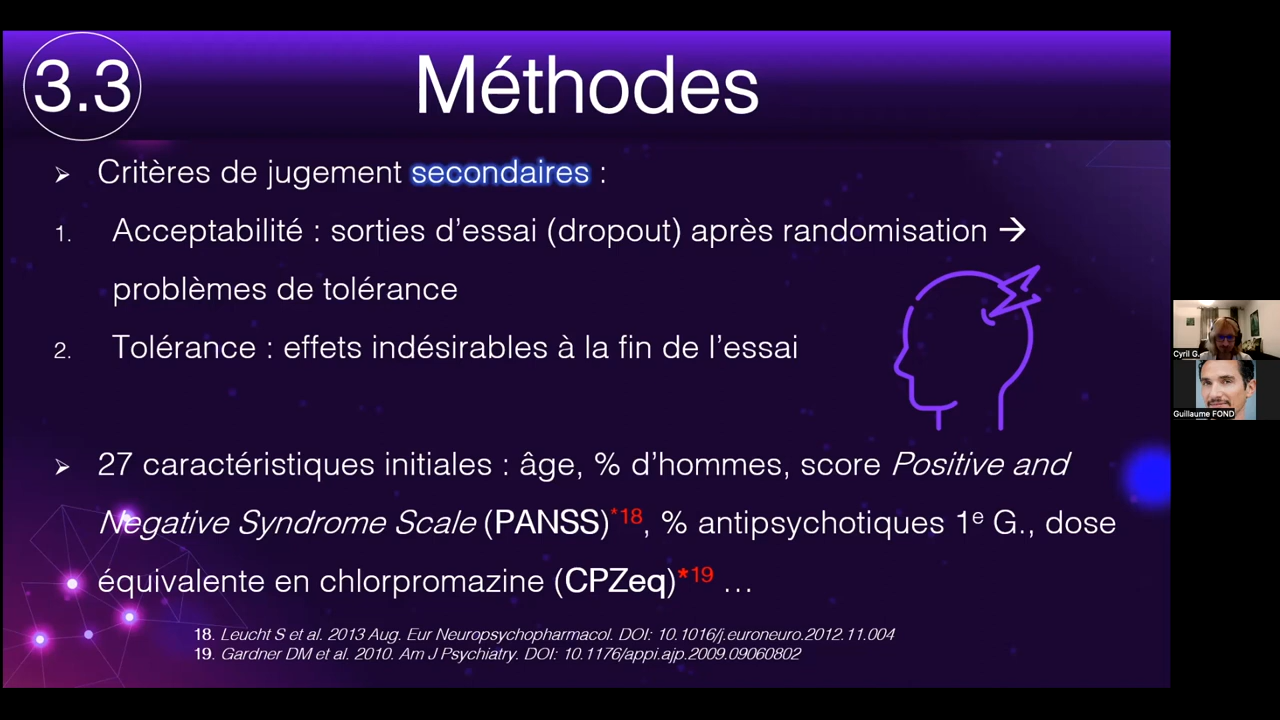 3.3
Méthodes
➢ Critères de jugement secondaires :
1. Acceptabilité : sorties d’essai (dropout) après randomisation →
problèmes de tolérance
2. Tolérance : effets indésirables à la fin de l’essai
➢ 27 caractéristiques initiales : âge, % d’hommes, score Positive and
Negative Syndrome Scale (PANSS)*18, % antipsychotiques 1e G., dose
équivalente en chlorpromazine (CPZeq)*19 …
18. Leucht S et al. 2013 Aug. Eur Neuropsychopharmacol. DOI: 10.1016/j.euroneuro.2012.11.004
19. Gardner DM et al. 2010. Am J Psychiatry. DOI: 10.1176/appi.ajp.2009.09060802
Cyril G.
Guillaume FOND